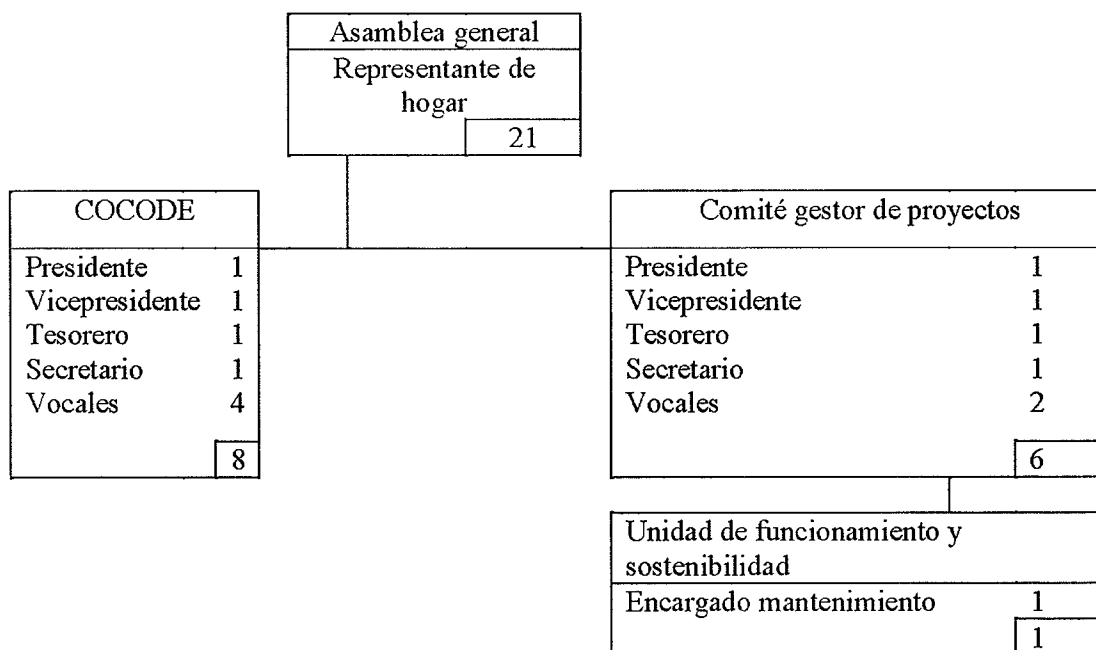 Asamblea general
Representante de
hogar
21
COCODE
Presidente 1
Vicepresidente 1
Tesorero 1
Secretario 1
Vocales 4
8
Comité gestor de proyectos
Presidente 1
Vicepresidente 1
Tesorero 1
Secretario 1
Vocales 2
6
Unidad de funcionamiento y
sostenibilidad
Encargado mantenimiento 1
1